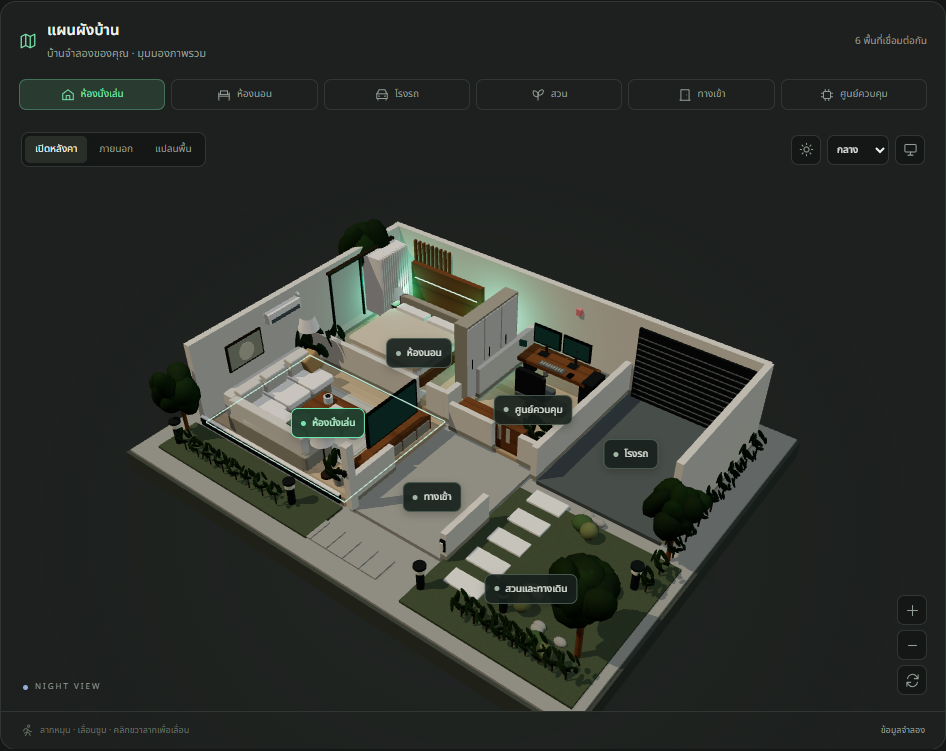 แผนผังบ้าน
บ้านจำลองของคุณ · มุมมองภาพรวม
6 พื้นที่เชื่อมต่อกัน
ห้องนั่งเล่น
ห้องนอน
โรงรถ
สวน
ทางเข้า
ศูนย์ควบคุม
เปิดหลังคา
ภายนอก
แปลนพื้น
กลาง
ห้องนอน
ศูนย์ควบคุม
ห้องนั่งเล่น
โรงรถ
ทางเข้า
สวนและทางเดิน
NIGHT VIEW
ลากหมุน · เลื่อนซูม · คลิกขวาลากเพื่อเลื่อน
ข้อมูลจำลอง